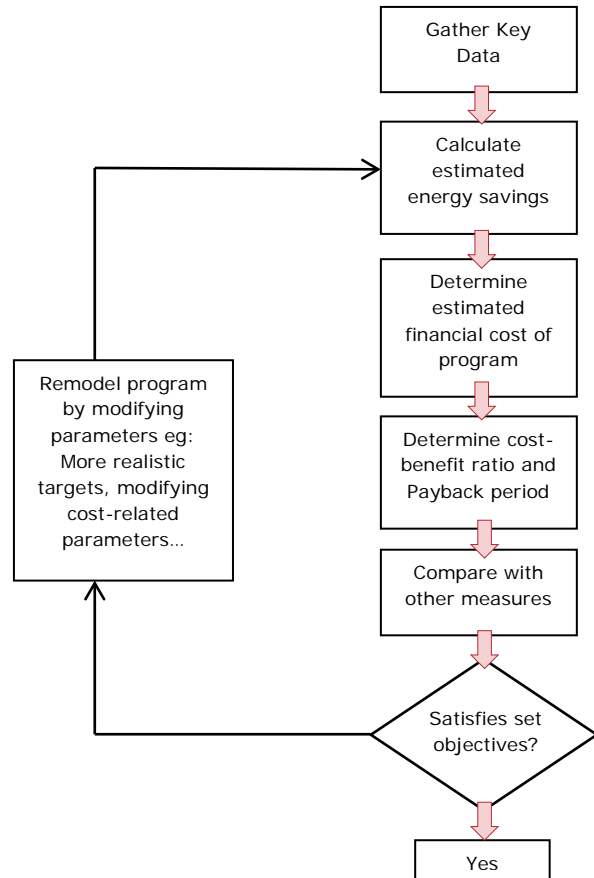 Gather Key
Data
Calculate
estimated
energy savings
Determine
estimated
financial cost of
program
Remodel program
by modifying
parameters eg:
More realistic
targets, modifying
cost-related
parameters...
Determine cost-
benefit ratio and
Payback period
Compare with
other measures
Satisfies set
objectives?
Yes